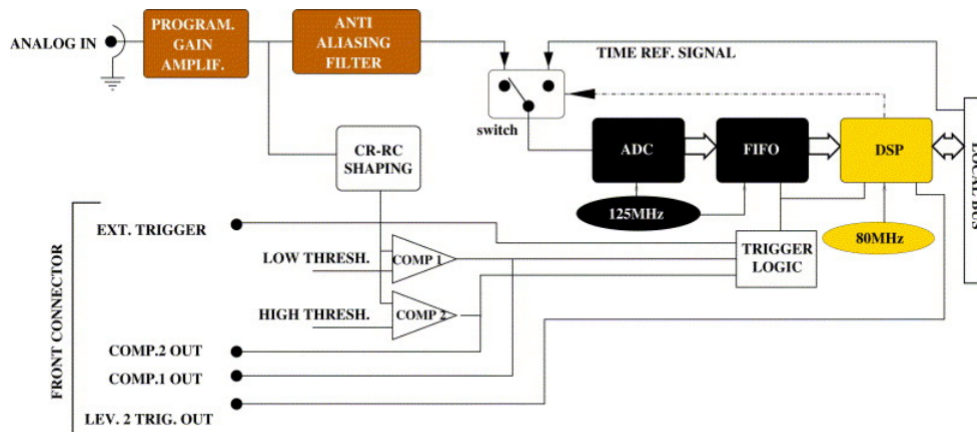 ANALOG IN
PROGRAM.
GAIN
AMPLIF.
ANTI
ALIASING
FILTER
TIME REF. SIGNAL
switch
CR-RC
SHAPING
ADC
FIFO
DSP
125MHz
80MHz
LOCAL BUS
FRONT CONNECTOR
EXT. TRIGGER
LOW THRESH.
COMP 1
TRIGGER
LOGIC
HIGH THRESH.
COMP 2
COMP.2 OUT
COMP.1 OUT
LEV. 2 TRIG. OUT